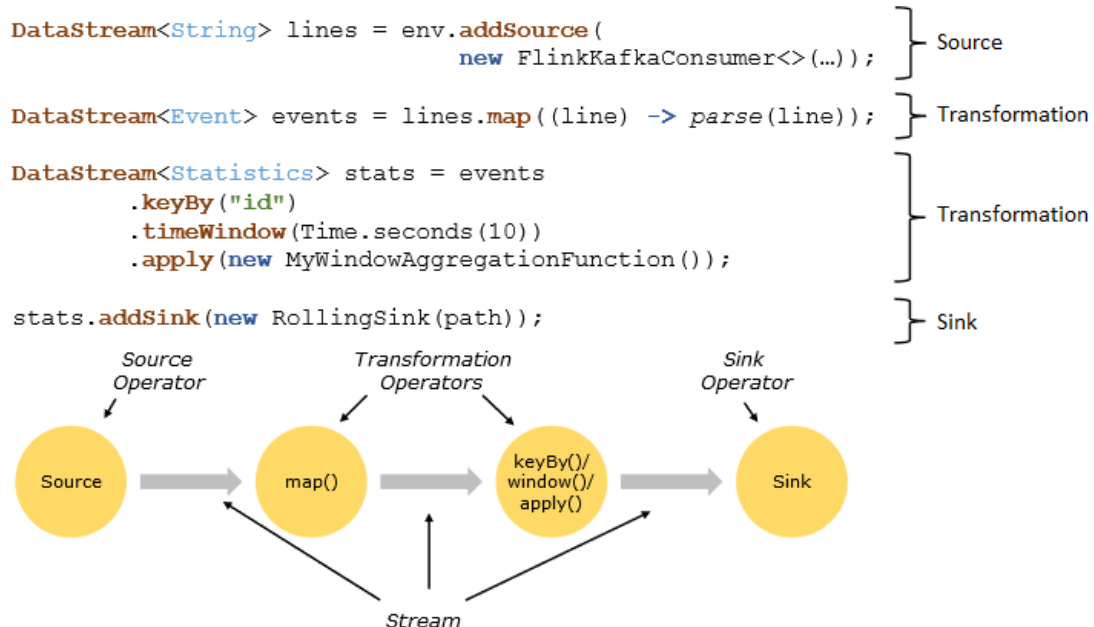 DataStream<String> lines = env.addSource(
new FlinkKafkaConsumer<>(…));
Source
DataStream<Event> events = lines.map((line) -> parse(line));
Transformation
DataStream<Statistics> stats = events
.keyBy("id")
.timeWindow(Time.seconds(10))
.apply(new MyWindowAggregationFunction());
Transformation
stats.addSink(new RollingSink(path));
Sink
Source
Operator
Transformation
Operators
Sink
Operator
Source
map()
keyBy()/
window()/
apply()
Sink
Stream